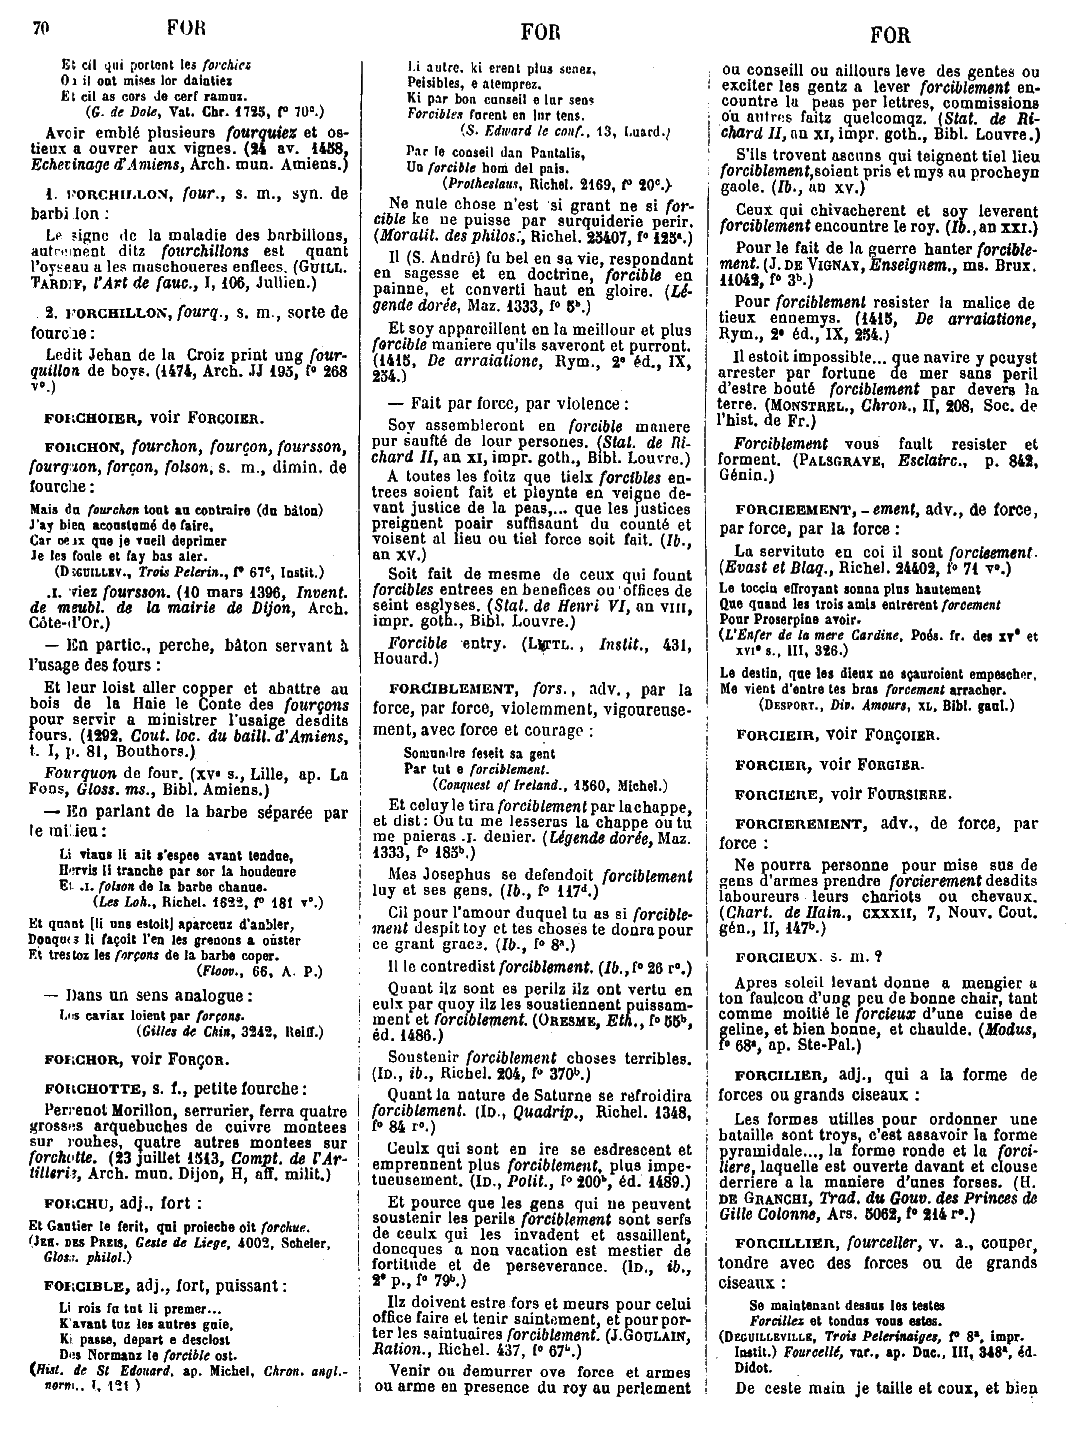 70 FOR FOR FOR
Et cil qui portent les forchies
Ou il ont mises lor daintiez
Et cil as cors de cerf ramuz.
(G. de Dole, Vat. Chr. 1725, f° 70ᵃ.)
Avoir emblé plusieurs fourquiez et os-
tieux a ouvrer aux vignes. (24 av. 1458,
Echevinage d'Amiens, Arch. mun. Amiens.)
1. FORCHILLON, four., s. m., syn. de
barbillon :
Le signe de la maladie des barbillons,
autrement ditz fourchillons est quant
l'oyseau a les maschoueres enflees. (GUILL.
TARDIF, l'Art de fauc., I, 106, Jullien.)
2. FORCHILLON, fourq., s. m., sorte de
fourche :
Ledit Jehan de la Croiz print ung four-
quillon de boys. (1474, Arch. JJ 195, f° 268
v°.)
FORCHOIER, voir FORÇOIER.
FORCHON, fourchon, fourçon, foursson,
fourquon, forçon, folson, s. m., dimin. de
fourche :
Mais du fourchon tout au contraire (du bâton)
J'ay bien acoustumé de faire,
Car ceux que je vueil deprimer
Je les foule et fay bas aler.
(DEGUILLEV., Trois Pelerin., f° 67ᶜ, Instit.)
.I. viez foursson. (10 mars 1396, Invent.
de meubl. de la mairie de Dijon, Arch.
Côte-d'Or.)
— En partic., perche, bâton servant à
l'usage des fours :
Et leur loist aller copper et abattre au
bois de la Haie le Conte des fourçons
pour servir a ministrer l'usaige desdits
fours. (1292. Cout. loc. du baill. d'Amiens,
t. I, p. 81, Bouthors.)
Fourquon de four. (XVᵉ s., Lille, ap. La
Fons, Gloss. ms., Bibl. Amiens.)
— En parlant de la barbe séparée par
le milieu :
Li viaus li ait s'espee avant tendue,
Hervis li tranche par sor la houdeure
Et .I. folson de la barbe chanue.
(Les Loh., Richel. 1622, f° 181 v°.)
Et quant [li uns estoit] aparceuz d'anbler,
Donques li façoit l'en les grenons a ouster
Et trestoz les forçons de la barbe coper.
(Floov., 66, A. P.)
— Dans un sens analogue :
Les caviax loient par forçons.
(Gilles de Chin, 3242, Reiff.)
FORCHOR, voir FORÇOR.
FORCHOTTE, s. f., petite fourche :
Perrenot Morillon, serrurier, ferra quatre
grosses arquebuches de cuivre montees
sur rouhes, quatre autres montees sur
forchotte. (23 juillet 1513, Compt. de l'Ar-
tillerie, Arch. mun. Dijon, H, aff. milit.)
FORCHU, adj., fort :
Et Gautier le ferit, qui proieche oit forchue.
(JEH. DES PREIS, Geste de Liege, 4002, Scheler,
Gloss. philol.)
FORCIBLE, adj., fort, puissant :
Li rois fu tut li premer...
K'avant toz les autres guie,
Ki passe, depart e desclost
Des Normanz le forcible ost.
(Hist. de St Edouard, ap. Michel, Chron. angl.-
norm., I, 121)
Li autre, ki erent plus senez,
Peisibles, e atemprez,
Ki par bon cunseil e lur sens
Forcibles furent en lur tens.
(S. Edward le conf., 13, Luard.)
Par le conseil dan Pantalis,
Un forcible hom del pais.
(Protheslaus, Richel. 2169, f° 20ᶜ.)
Ne nule chose n'est si grant ne si for-
cible ke ne puisse par surquiderie perir.
(Moralit. des philos., Richel. 25407, f° 125ᵃ.)
Il (S. André) fu bel en sa vie, respondant
en sagesse et en doctrine, forcible en
painne, et converti haut en gloire. (Lé-
gende dorée, Maz. 1333, f° 5ᵇ.)
Et soy appareillent en la meillour et plus
forcible maniere qu'ils saveront et purront.
(1415, De arraiatione, Rym., 2ᵉ éd., IX,
254.)
— Fait par force, par violence :
Soy assembleront en forcible manere
pur saufté de lour persones. (Stat. de Ri-
chard II, an XI, impr. goth., Bibl. Louvre.)
A toutes les foitz que tielx forcibles en-
trees soient fait et pleynte en veigne de-
vant justice de la peas,... que les justices
preignent poair suffisaunt du counté et
voisent al lieu ou tiel force soit fait. (Ib.,
an XV.)
Soit fait de mesme de ceux qui fount
forcibles entrees en benefices ou offices de
seint esglyses. (Stat. de Henri VI, an VIII,
impr. goth., Bibl. Louvre.)
Forcible entry. (LITTL., Instit., 431,
Houard.)
FORCIBLEMENT, fors., adv., par la
force, par force, violemment, vigoureuse-
ment, avec force et courage :
Somundre feseit sa gent
Par tut e forciblement.
(Conquest of Ireland., 1560, Michel.)
Et celuy le tira forciblement par la chappe,
et dist : Ou tu me lesseras la chappe ou tu
me paieras .I. denier. (Légende dorée, Maz.
1333, f° 185ᵇ.)
Mes Josephus se defendoit forciblement
luy et ses gens. (Ib., f° 117ᵈ.)
Cil pour l'amour duquel tu as si forcible-
ment despit toy et tes choses te donra pour
ce grant grace. (Ib., f° 8ᵃ.)
Il le contredist forciblement. (Ib., f° 26 r°.)
Quant ilz sont es perilz ilz ont vertu en
eulx par quoy ilz les soustiennent puissam-
ment et forciblement. (ORESME, Eth., f° 55ᵇ,
éd. 1486.)
Soustenir forciblement choses terribles.
(ID., ib., Richel. 204, f° 370ᵇ.)
Quant la nature de Saturne se refroidira
forciblement. (ID., Quadrip., Richel. 1348,
f° 84 r°.)
Ceulx qui sont en ire se esdrescent et
emprennent plus forciblement, plus impe-
tueusement. (ID., Polit., f° 200ᵇ, éd. 1489.)
Et pource que les gens qui ne peuvent
soustenir les perils forciblement sont serfs
de ceulx qui les invadent et assaillent,
doncques a non vacation est mestier de
fortitude et de perseverance. (ID., ib.,
2ᵉ p., f° 79ᵇ.)
Ilz doivent estre fors et meurs pour celui
office faire et tenir saintement, et pour por-
ter les saintuaires forciblement. (J. GOULAIN,
Ration., Richel. 437, f° 67ᵇ.)
Venir ou demurrer ove force et armes
ou arme en presence du roy au perlement
ou conseill ou aillours leve des gentes ou
exciter les gentz a lever forciblement en-
countre la peas per lettres, commissions
ou autres faitz quelcomqz. (Stat. de Ri-
chard II, an XI, impr. goth., Bibl. Louvre.)
S'ils trovent ascuns qui teignent tiel lieu
forciblement, soient pris et mys au procheyn
gaole. (Ib., an XV.)
Ceux qui chivacherent et soy leverent
forciblement encountre le roy. (Ib., an XXI.)
Pour le fait de la guerre hanter forcible-
ment. (J. DE VIGNAY, Enseignem., ms. Brux.
11042, f° 3ᵇ.)
Pour forciblement resister la malice de
tieux ennemys. (1415, De arraiatione,
Rym., 2ᵉ éd., IX, 254.)
Il estoit impossible... que navire y peuyst
arrester par fortune de mer sans peril
d'estre bouté forciblement par devers la
terre. (MONSTREL., Chron., II, 208, Soc. de
l'hist. de Fr.)
Forciblement vous fault resister et
forment. (PALSGRAVE, Esclairc., p. 842,
Génin.)
FORCIEEMENT, -ement, adv., de force,
par force, par la force :
La servitute en coi il sont forcieement.
(Evast et Blaq., Richel. 24402, f° 71 v°.)
Le toccin effroyant sonna plus hautement
Que quand les trois amis entrerent forcement
Pour Proserpine avoir.
(L'Enfer de la mere Cardine, Poés. fr. des XVᵉ et
XVIᵉ s., III, 326.)
Le destin, que les dieux ne sçauroient empescher,
Me vient d'entre tes bras forcement arracher.
(DESPORT., Div. Amours, XL, Bibl. gaul.)
FORCIEIR, voir FORÇOIER.
FORCIER, voir FORGIER.
FORCIERE, voir FOURSIERE.
FORCIEREMENT, adv., de force, par
force :
Ne pourra personne pour mise sus de
gens d'armes prendre forcierement desdits
laboureurs leurs chariots ou chevaux.
(Chart. de Hain., CXXXII, 7, Nouv. Cout.
gén., II, 147ᵇ.)
FORCIEUX. s. m. ?
Apres soleil levant donne a mengier a
ton faulcon d'ung peu de bonne chair, tant
comme moitié le forcieux d'une cuise de
geline, et bien bonne, et chaulde. (Modus,
f° 68ᵃ, ap. Ste-Pal.)
FORCILIER, adj., qui a la forme de
forces ou grands ciseaux :
Les formes utilles pour ordonner une
bataille sont troys, c'est assavoir la forme
pyramidale..., la forme ronde et la forci-
liere, laquelle est ouverte davant et clouse
derriere a la maniere d'unes forses. (H.
DE GRANCHI, Trad. du Gouv. des Princes de
Gille Colonne, Ars. 5062, f° 214 r°.)
FORCILLIER, fourceller, v. a., couper,
tondre avec des forces ou de grands
ciseaux :
Se maintenant dessus les testes
Forcillez et tondus vous estes.
(DEGUILLEVILLE, Trois Pelerinaiges, f° 8ᵃ, impr.
Instit.) Fourcellé, var., ap. Duc., III, 348ᵃ, éd.
Didot.
De ceste main je taille et coux, et bien